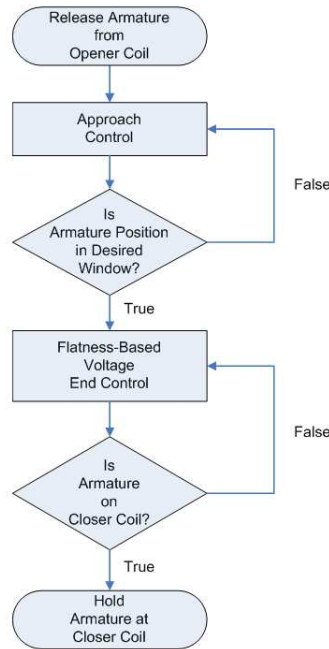 Release Armature
from
Opener Coil
Approach
Control
False
Is
Armature Position
in Desired
Window?
True
Flatness-Based
Voltage
End Control
False
Is
Armature
on
Closer Coil?
True
Hold
Armature at
Closer Coil